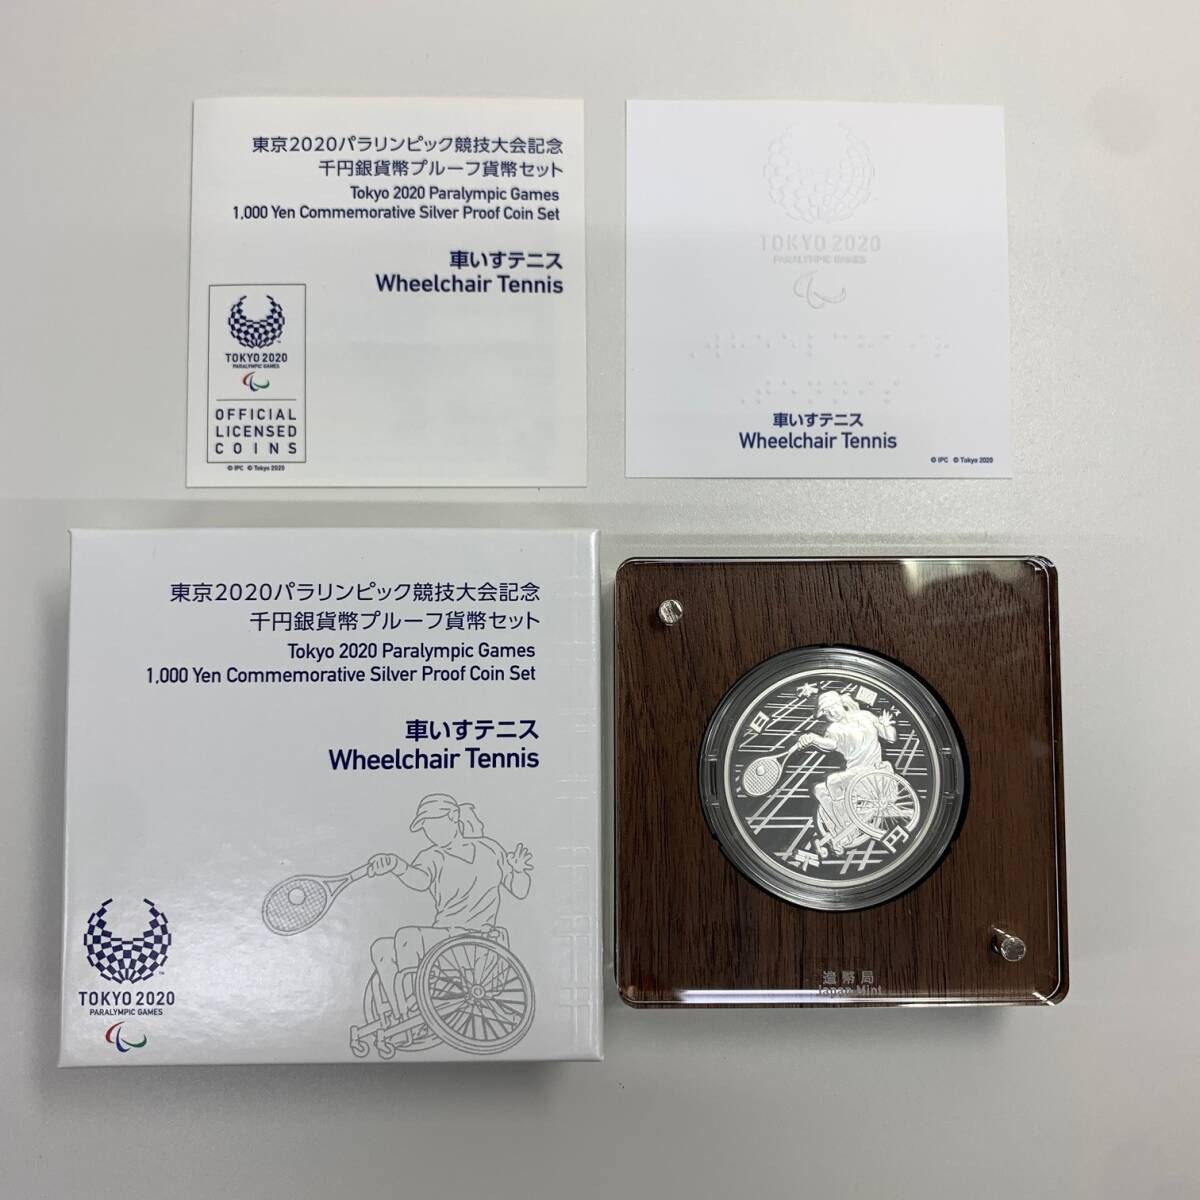 東京2020パラリンピック競技大会記念
千円銀貨幣プルーフ貨幣セット
Tokyo 2020 Paralympic Games
1,000 Yen Commemorative Silver Proof Coin Set
車いすテニス
Wheelchair Tennis
TOKYO 2020
PARALYMPIC GAMES
OFFICIAL
LICENSED
COINS
© IPC © Tokyo 2020
TOKYO 2020
PARALYMPIC GAMES
車いすテニス
Wheelchair Tennis
© IPC © Tokyo 2020
東京2020パラリンピック競技大会記念
千円銀貨幣プルーフ貨幣セット
Tokyo 2020 Paralympic Games
1,000 Yen Commemorative Silver Proof Coin Set
車いすテニス
Wheelchair Tennis
TOKYO 2020
PARALYMPIC GAMES
日本国
千円
造幣局
Japan Mint